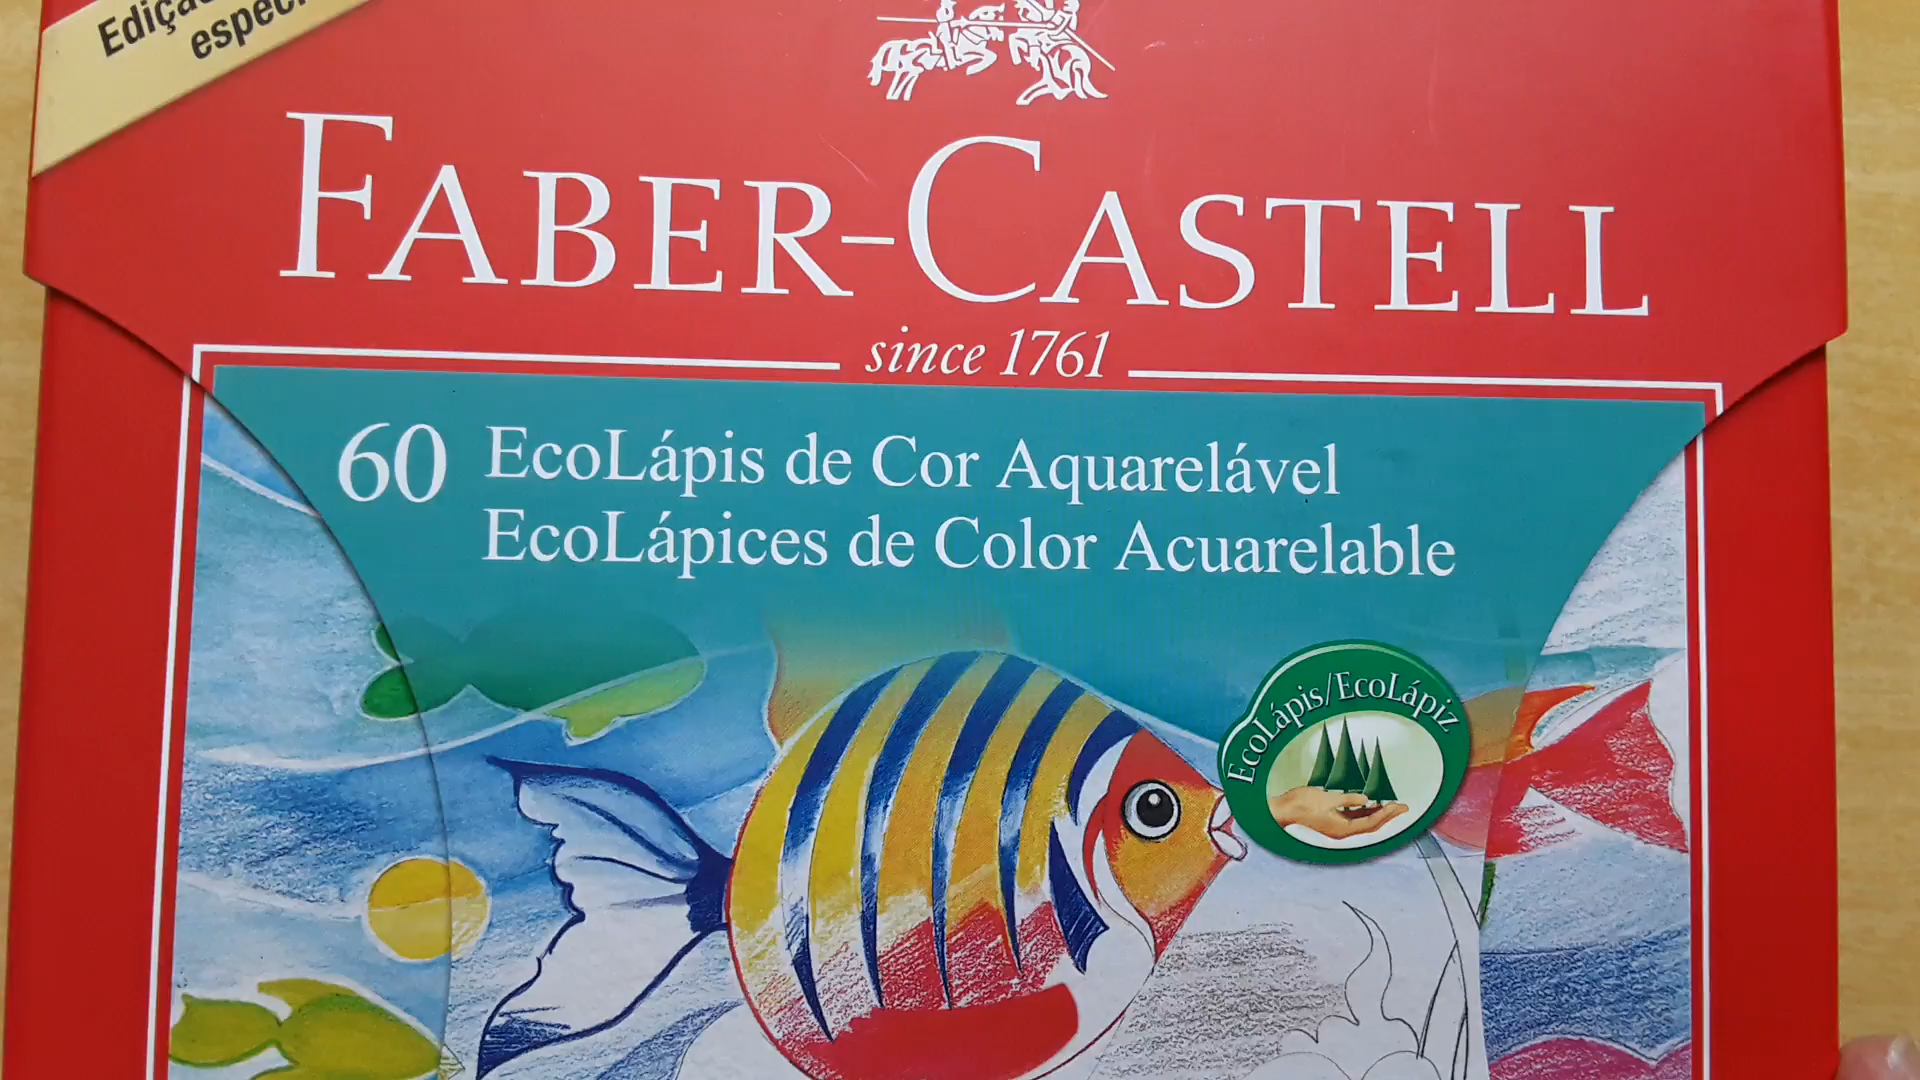 FABER-CASTELL
since 1761
60 EcoLápis de Cor Aquarelável
EcoLápices de Color Acuarelable
EcoLápis/EcoLápiz